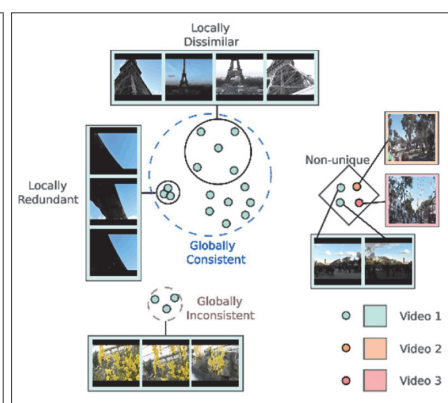 Locally
Dissimilar
Non-unique
Locally
Redundant
Globally
Consistent
Globally
Inconsistent
Video 1
Video 2
Video 3